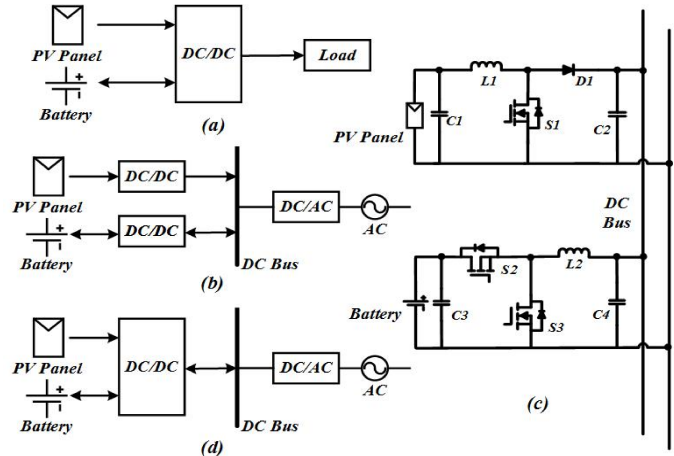 PV Panel
Battery
DC/DC
Load
(a)
PV Panel
Battery
DC/DC
DC/DC
DC Bus
DC/AC
AC
(b)
PV Panel
Battery
DC/DC
DC Bus
DC/AC
AC
(d)
PV Panel
C1
L1
S1
D1
C2
DC
Bus
Battery
C3
S2
S3
L2
C4
(c)